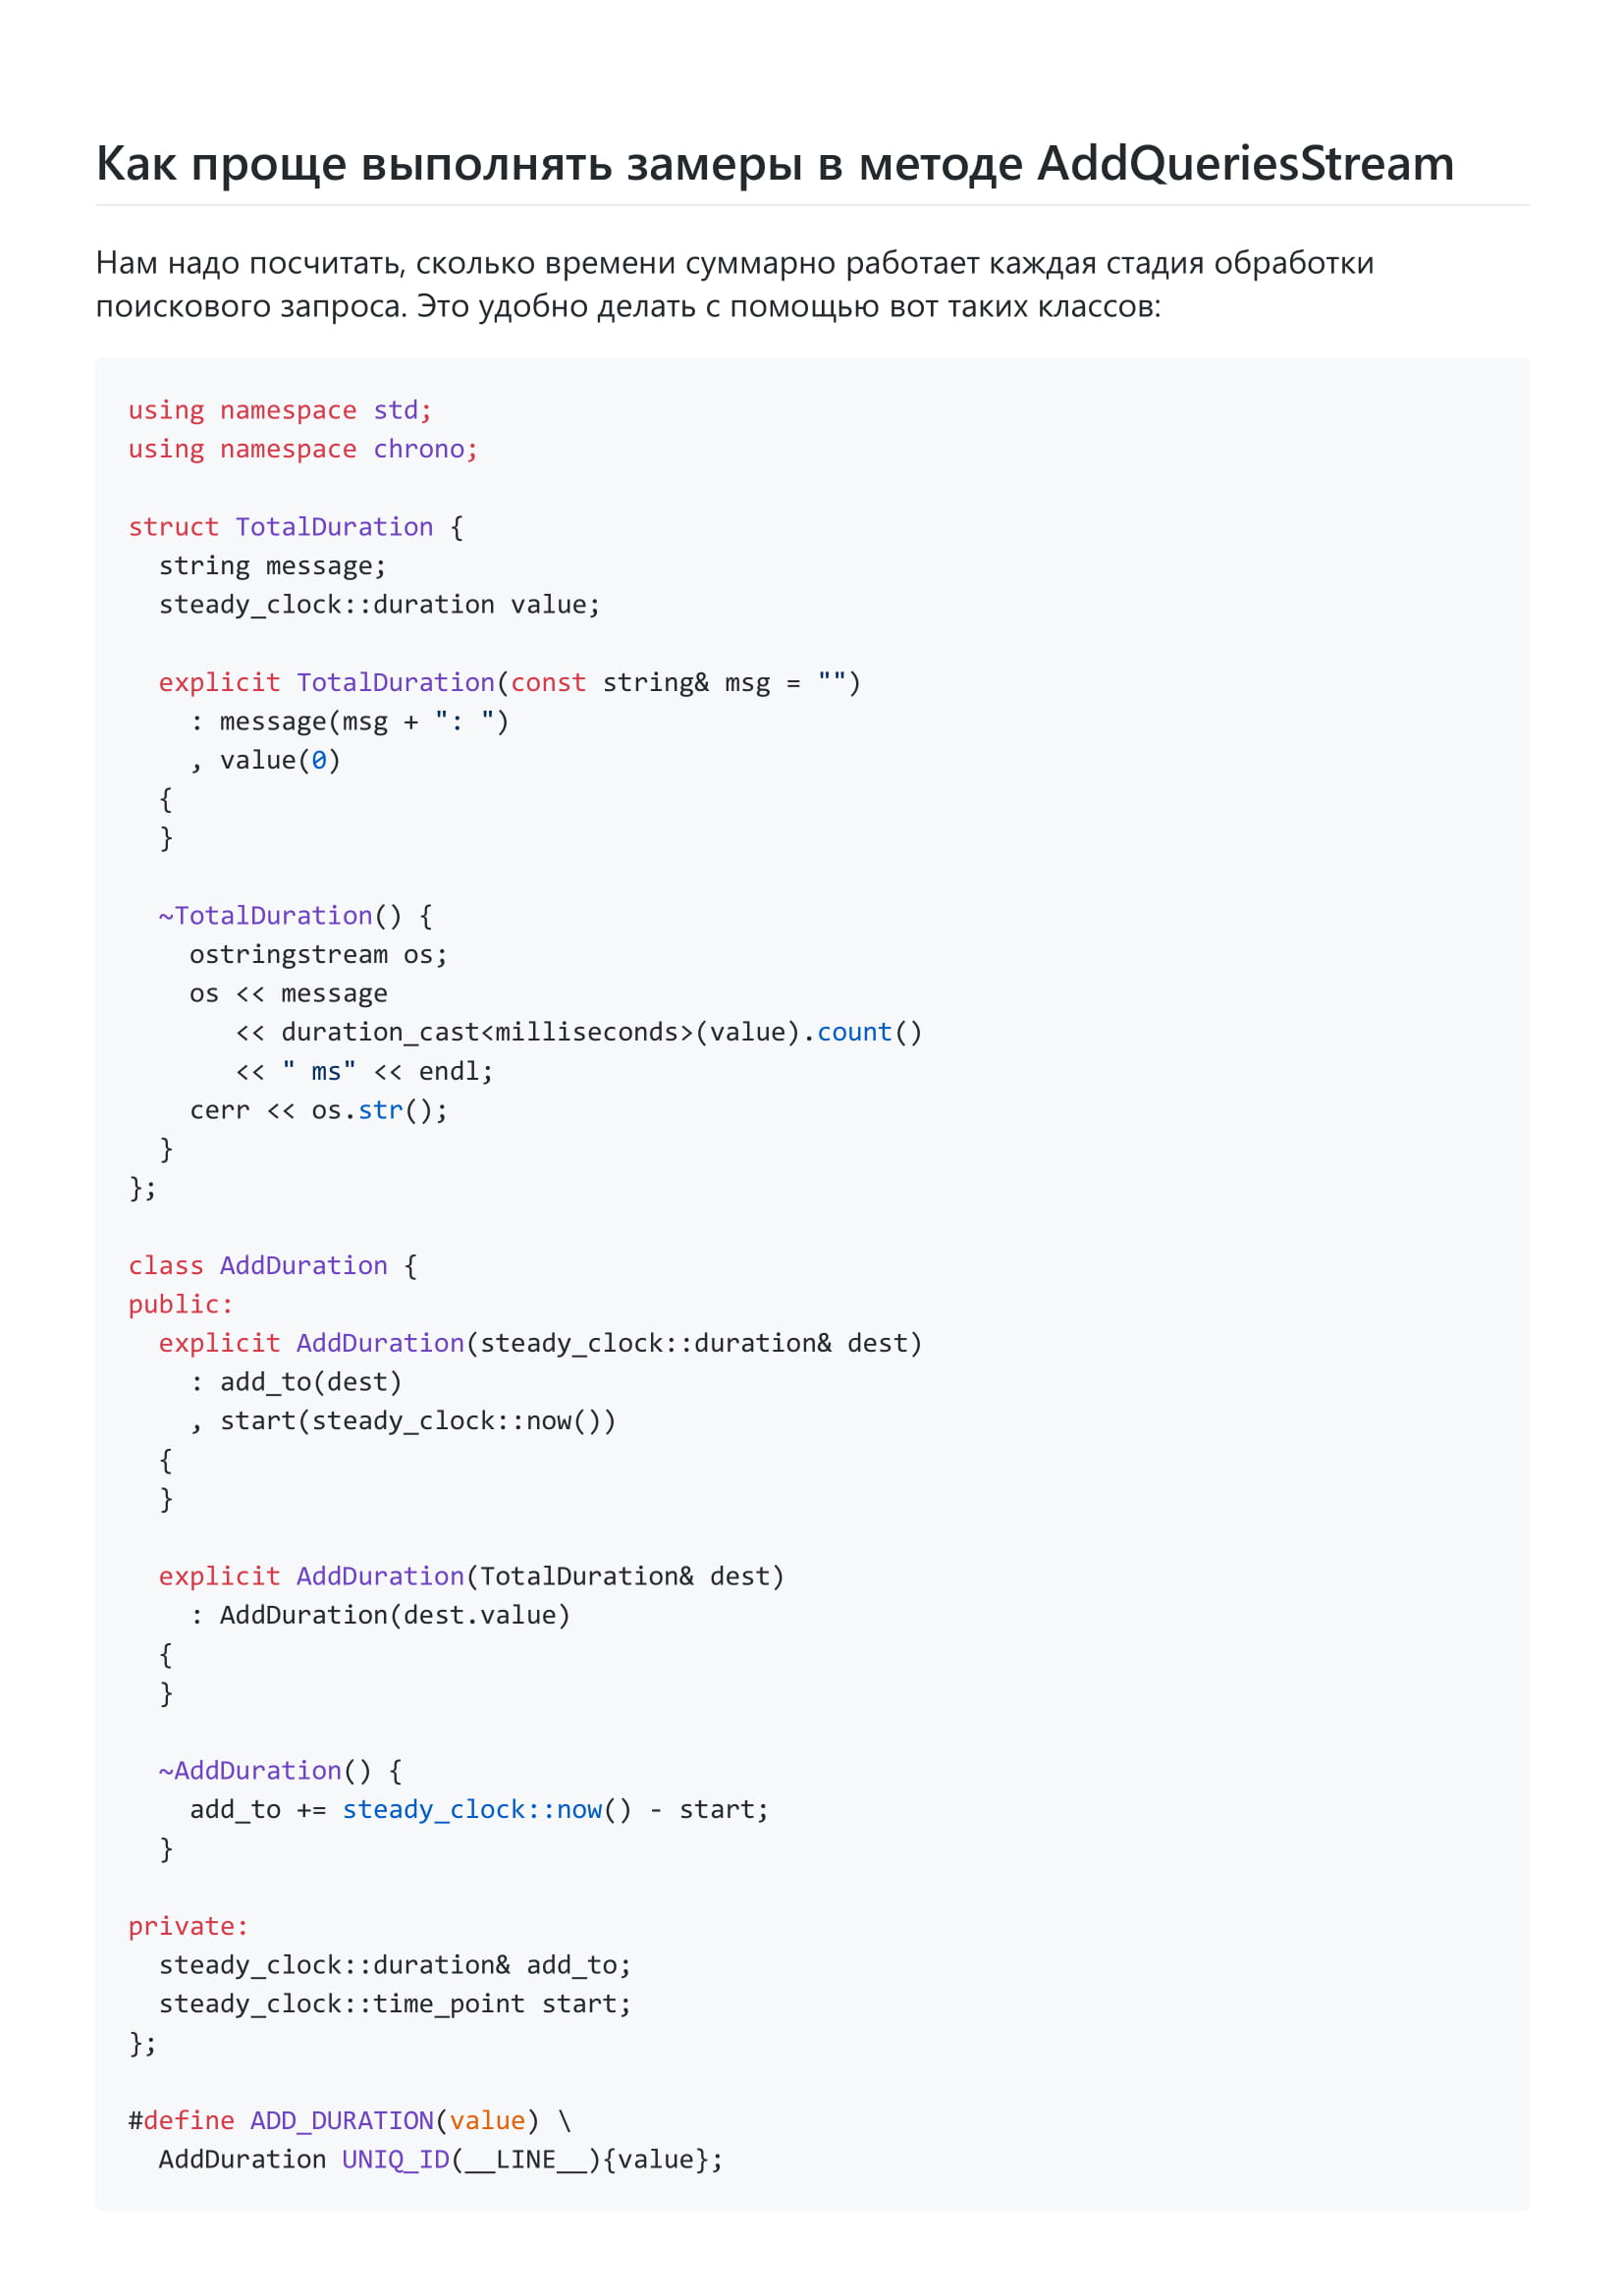 Как проще выполнять замеры в методе AddQueriesStream
Нам надо посчитать, сколько времени суммарно работает каждая стадия обработки
поискового запроса. Это удобно делать с помощью вот таких классов:
using namespace std;
using namespace chrono;
struct TotalDuration {
  string message;
  steady_clock::duration value;
  explicit TotalDuration(const string& msg = "")
    : message(msg + ": ")
    , value(0)
  {
  }
  ~TotalDuration() {
    ostringstream os;
    os << message
       << duration_cast<milliseconds>(value).count()
       << " ms" << endl;
    cerr << os.str();
  }
};
class AddDuration {
public:
  explicit AddDuration(steady_clock::duration& dest)
    : add_to(dest)
    , start(steady_clock::now())
  {
  }
  explicit AddDuration(TotalDuration& dest)
    : AddDuration(dest.value)
  {
  }
  ~AddDuration() {
    add_to += steady_clock::now() - start;
  }
private:
  steady_clock::duration& add_to;
  steady_clock::time_point start;
};
#define ADD_DURATION(value) \
  AddDuration UNIQ_ID(__LINE__){value};